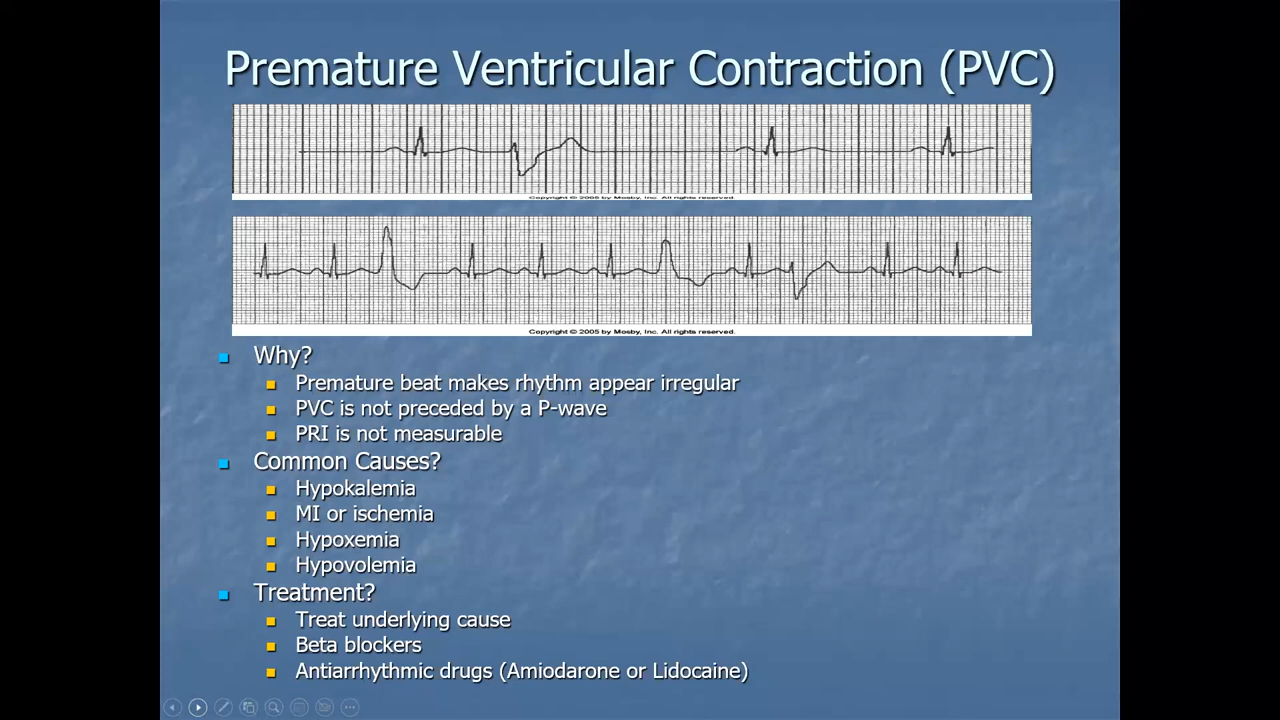 Premature Ventricular Contraction (PVC)
Copyright © 2005 by Mosby, Inc. All rights reserved.
Copyright © 2005 by Mosby, Inc. All rights reserved.
Why?
Premature beat makes rhythm appear irregular
PVC is not preceded by a P-wave
PRI is not measurable
Common Causes?
Hypokalemia
MI or ischemia
Hypoxemia
Hypovolemia
Treatment?
Treat underlying cause
Beta blockers
Antiarrhythmic drugs (Amiodarone or Lidocaine)